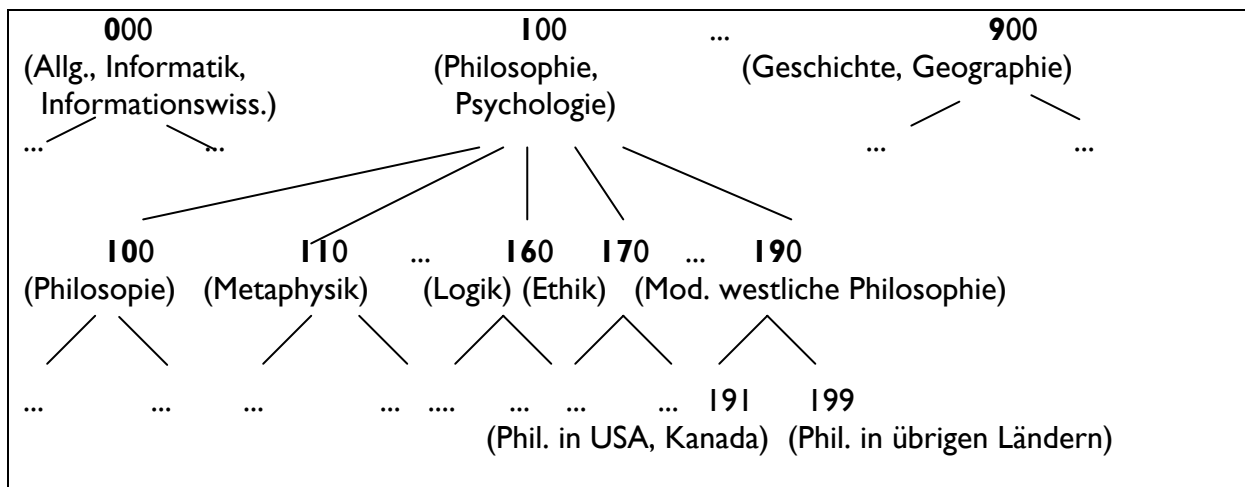 000 100 ... 900
(Allg., Informatik, (Philosophie, (Geschichte, Geographie)
Informationswiss.) Psychologie)
... ... ... ...
100 110 ... 160 170 ... 190
(Philosopie) (Metaphysik) (Logik) (Ethik) (Mod. westliche Philosophie)
... ... ... ... .... ... ... ... 191 199
(Phil. in USA, Kanada) (Phil. in übrigen Ländern)